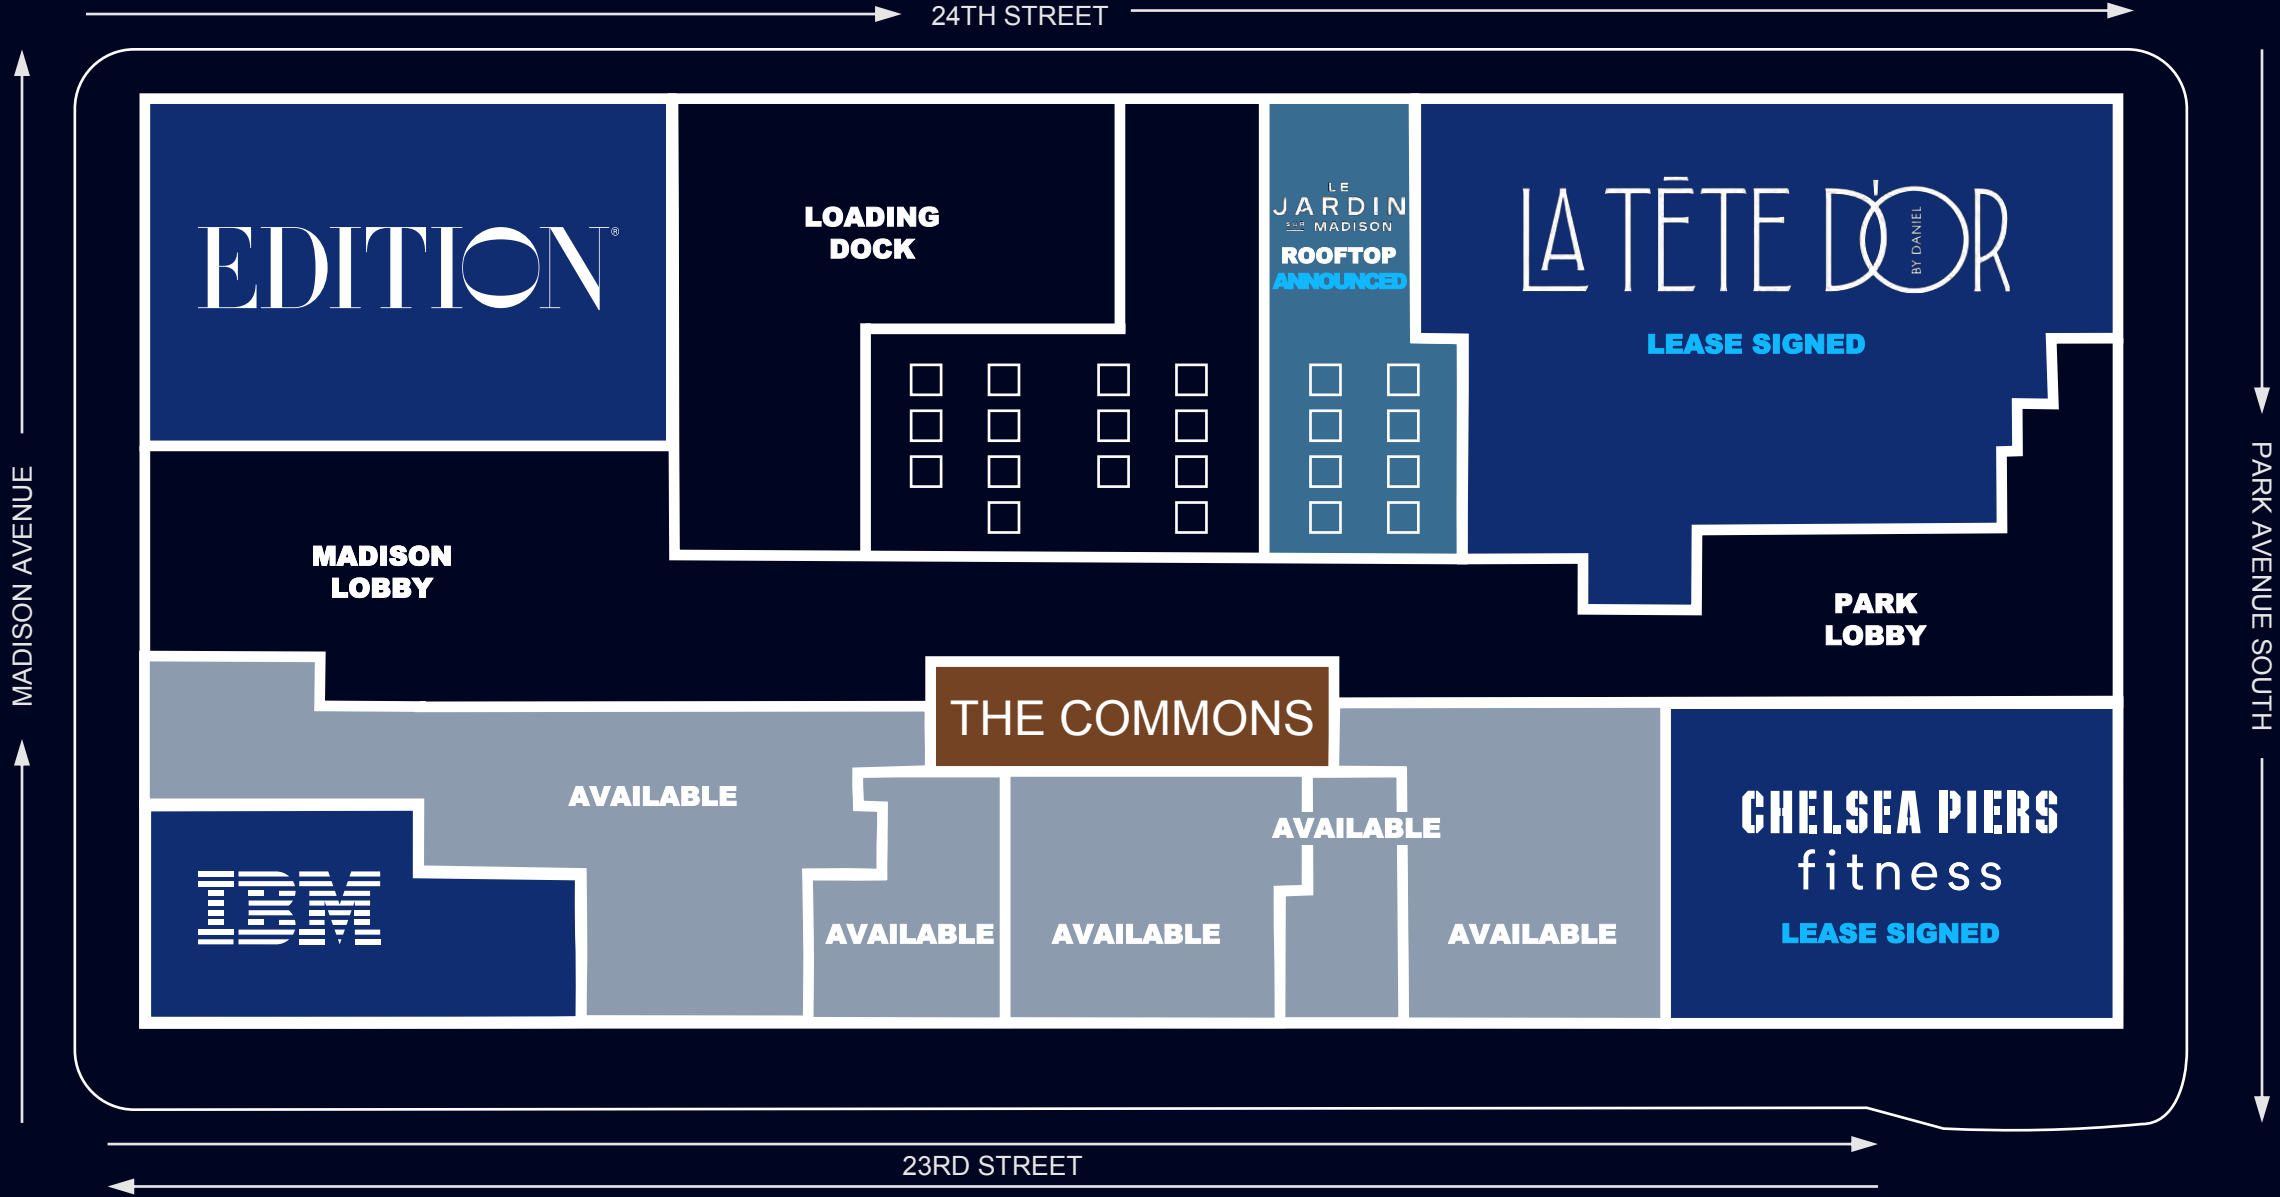 24TH STREET
MADISON AVENUE
PARK AVENUE SOUTH
EDITION®
LOADING
DOCK
LE
JARDIN
SUR MADISON
ROOFTOP
ANNOUNCED
LA TÊTE D'OR
BY DANIEL
LEASE SIGNED
MADISON
LOBBY
PARK
LOBBY
THE COMMONS
AVAILABLE
AVAILABLE
IBM
AVAILABLE
AVAILABLE
AVAILABLE
CHELSEA PIERS
fitness
LEASE SIGNED
23RD STREET